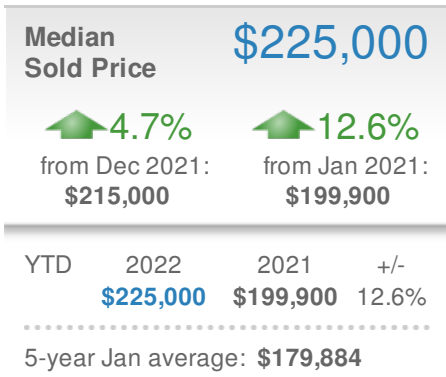 Median $225,000
Sold Price
4.7% 12.6%
from Dec 2021: from Jan 2021:
$215,000 $199,900
YTD 2022 2021 +/-
$225,000 $199,900 12.6%
5-year Jan average: $179,884